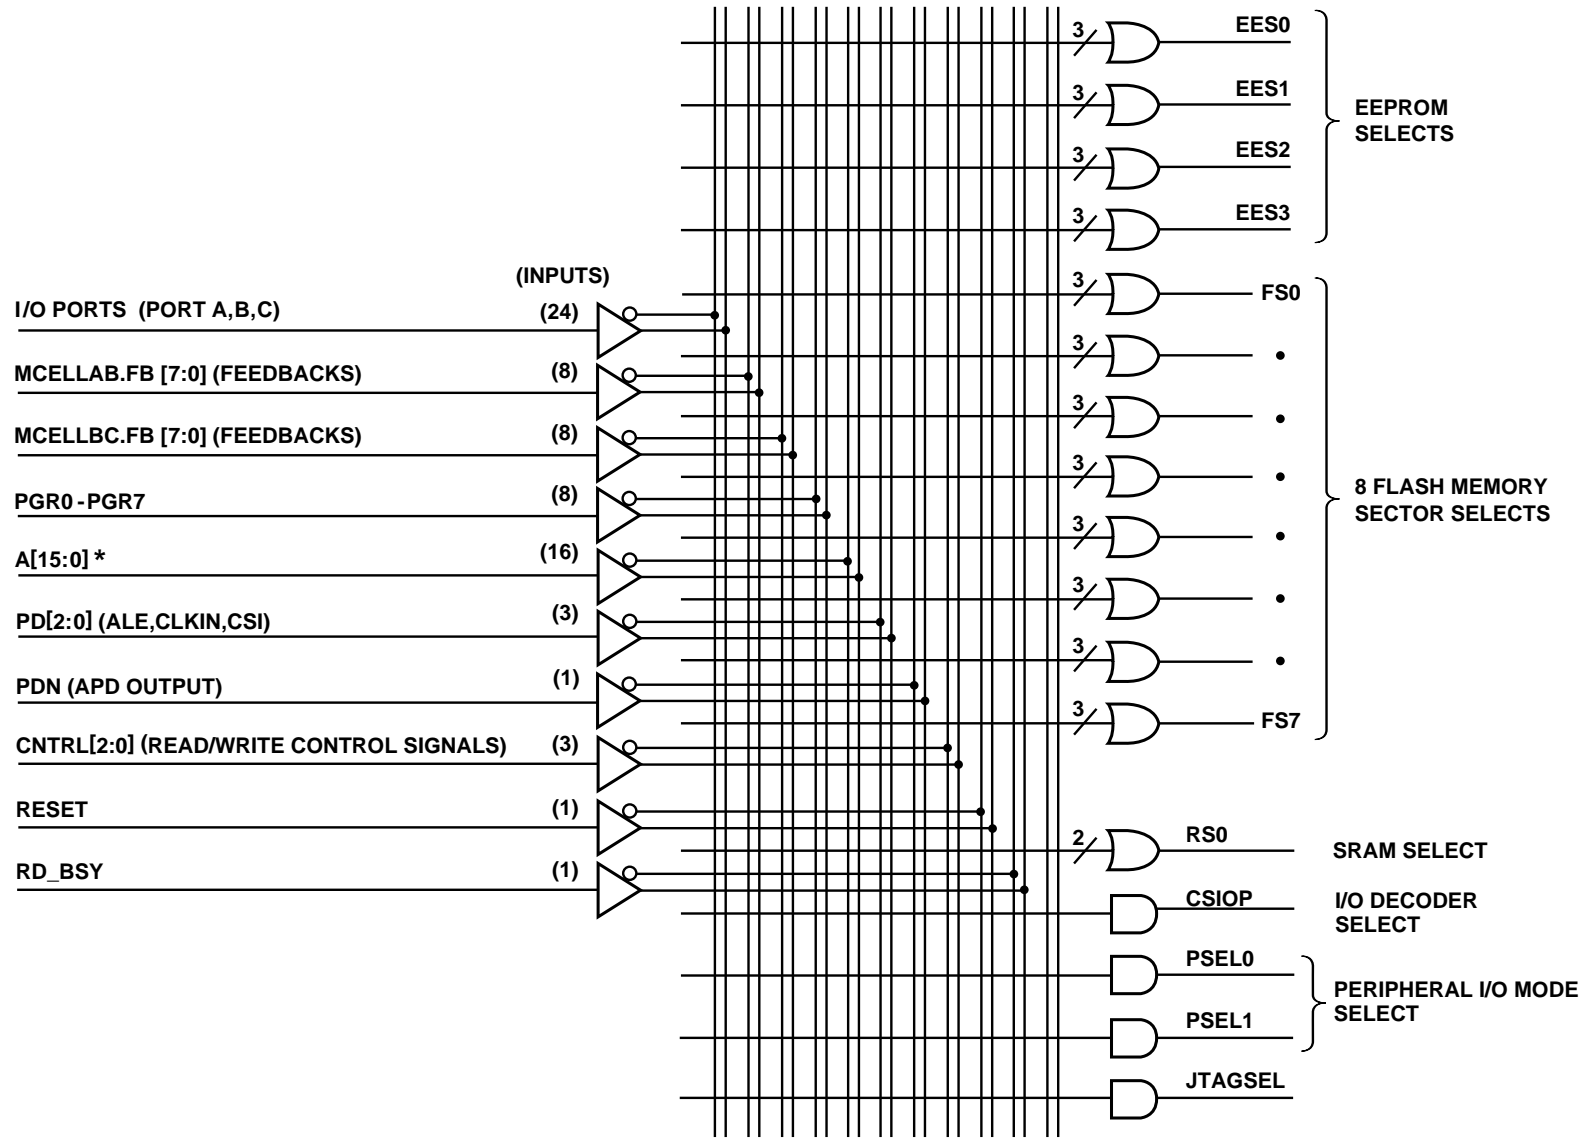 3 EES0
3 EES1
EEPROM
SELECTS
3 EES2
3 EES3
(INPUTS)
3 FS0
I/O PORTS (PORT A,B,C) (24)
3 •
MCELLAB.FB [7:0] (FEEDBACKS) (8)
3 •
MCELLBC.FB [7:0] (FEEDBACKS) (8)
3 •
8 FLASH MEMORY
SECTOR SELECTS
PGR0 - PGR7 (8)
3 •
A[15:0] * (16)
3 •
PD[2:0] (ALE,CLKIN,CSI) (3)
3 •
PDN (APD OUTPUT) (1)
3 FS7
CNTRL[2:0] (READ/WRITE CONTROL SIGNALS) (3)
RESET (1)
2 RS0 SRAM SELECT
RD_BSY (1)
CSIOP I/O DECODER
SELECT
PSEL0
PERIPHERAL I/O MODE
SELECT
PSEL1
JTAGSEL